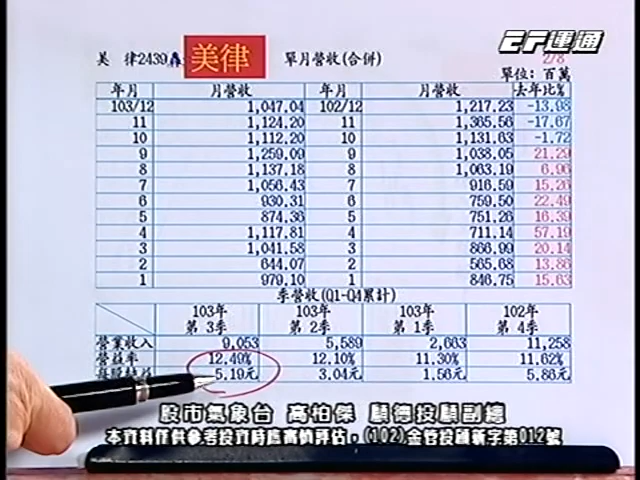 EF運通
美 律2439 美律 單月營收(合併) 2/8
單位：百萬
年月 月營收 年月 月營收 去年比%
103/12 1,047.04 102/12 1,217.23 -13.98
11 1,124.20 11 1,365.56 -17.67
10 1,112.20 10 1,131.63 -1.72
9 1,259.09 9 1,038.05 21.29
8 1,137.18 8 1,063.19 6.96
7 1,056.43 7 916.59 15.26
6 930.31 6 759.50 22.49
5 874.36 5 751.26 16.39
4 1,117.81 4 711.14 57.19
3 1,041.58 3 866.99 20.14
2 644.07 2 565.68 13.86
1 979.10 1 846.75 15.63
季營收(Q1-Q4累計)
103年 103年 103年 102年
第 3季 第 2季 第 1季 第 4季
營業收入 9,053 5,589 2,663 11,258
營益率 12.49% 12.10% 11.30% 11.62%
每股純益 5.19元 3.04元 1.56元 5.86元
股市氣象台 高柏傑 顧德投顧副總
本資料僅供參考投資時應審慎評估，(102)金管投顧新字第012號